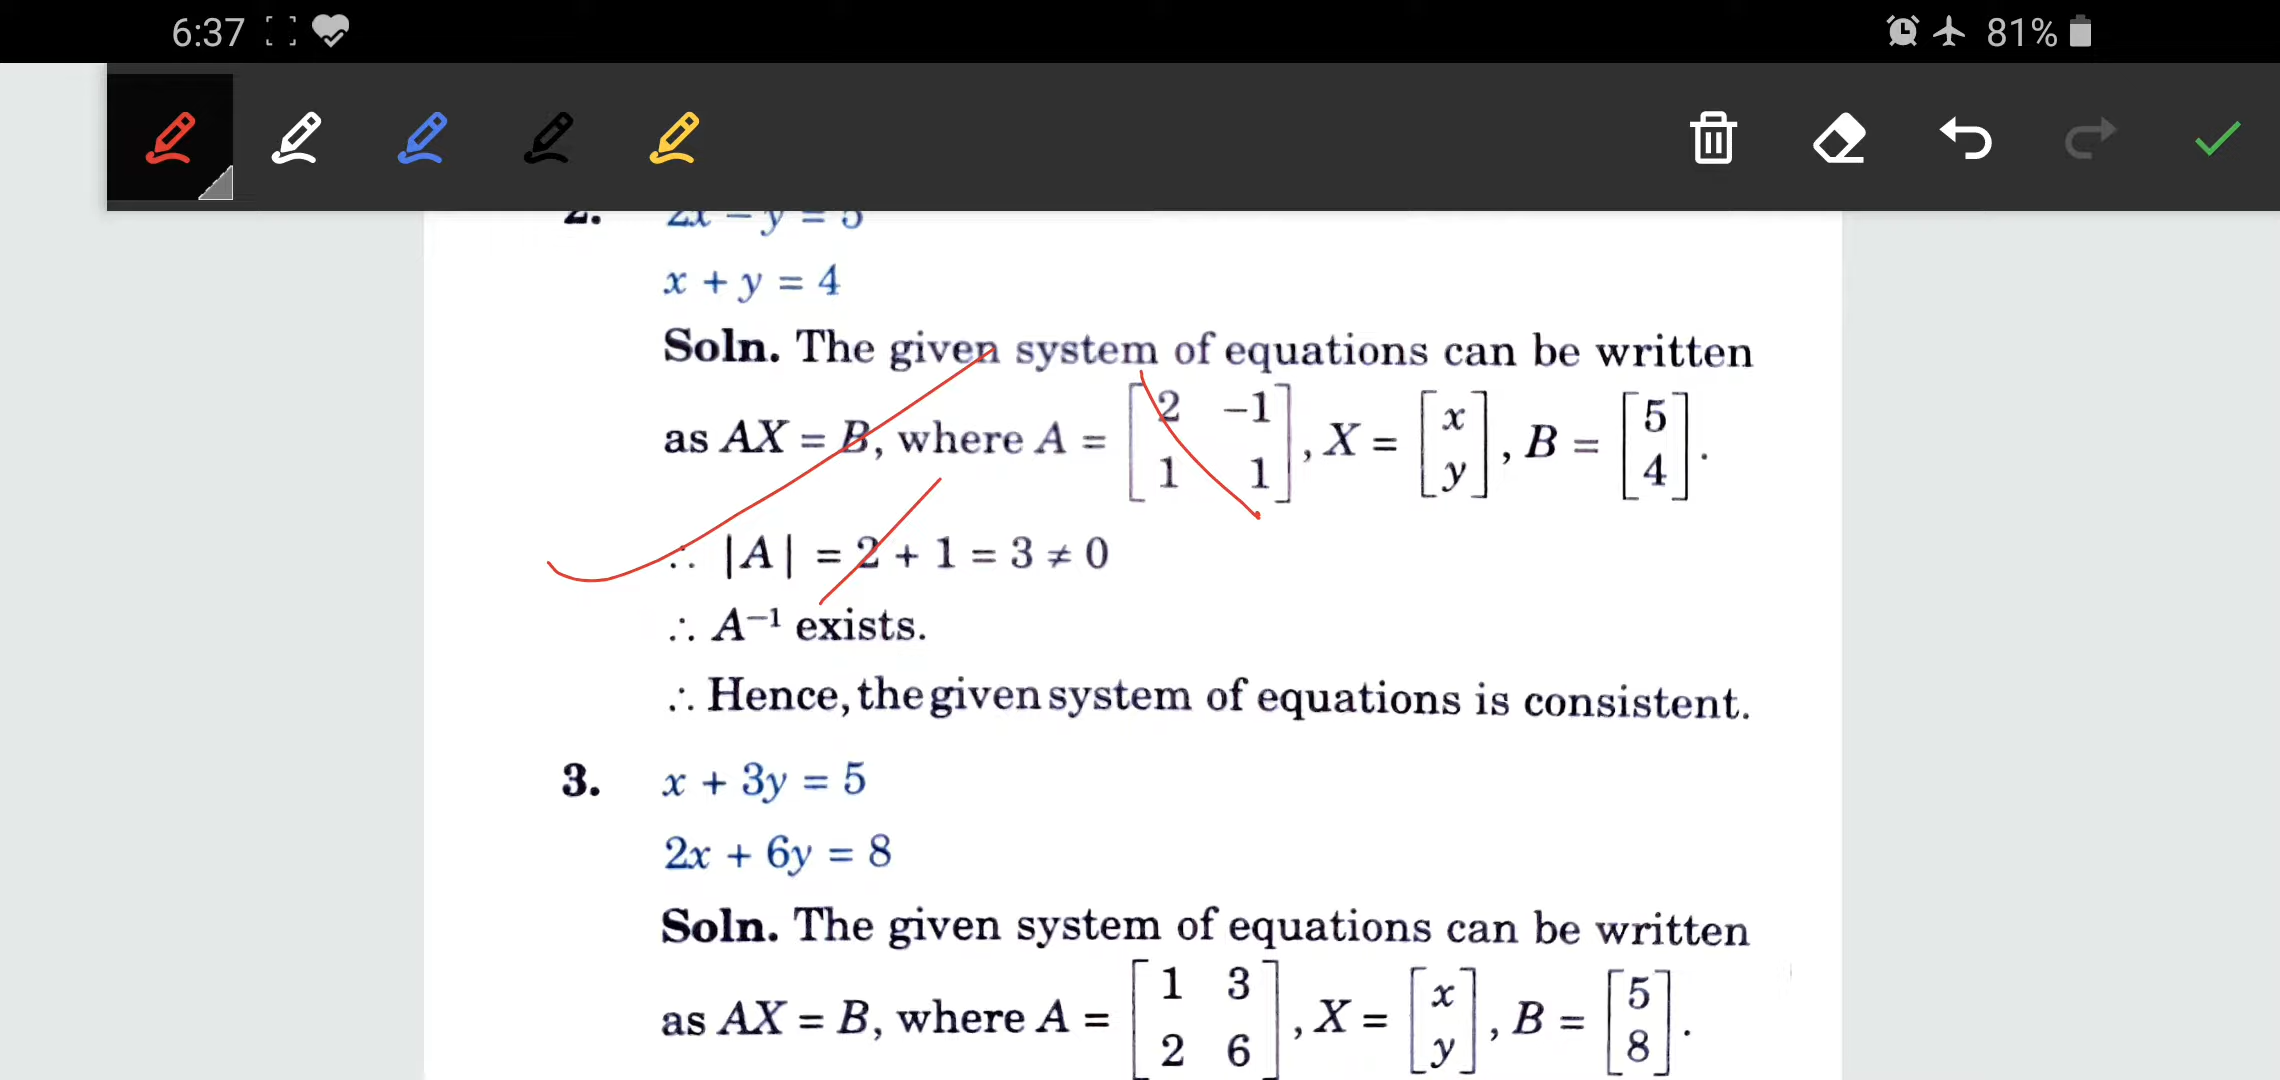 6:37 81%
2. 2x − y = 5
x + y = 4
Soln. The given system of equations can be written
as AX = B, where A = [2 −1; 1 1], X = [x; y], B = [5; 4].
∴ |A| = 2 + 1 = 3 ≠ 0
∴ A⁻¹ exists.
∴ Hence, the given system of equations is consistent.
3. x + 3y = 5
2x + 6y = 8
Soln. The given system of equations can be written
as AX = B, where A = [1 3; 2 6], X = [x; y], B = [5; 8].